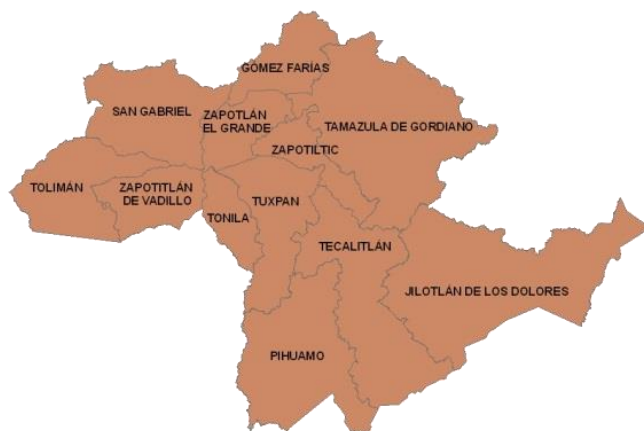 GOMEZ FARÍAS
SAN GABRIEL
ZAPOTLÁN
EL GRANDE
TAMAZULA DE GORDIANO
ZAPOTILTIC
TOLIMÁN
ZAPOTITLÁN
DE VADILLO
TONILA
TUXPAN
TECALITLÁN
JILOTLÁN DE LOS DOLORES
PIHUAMO